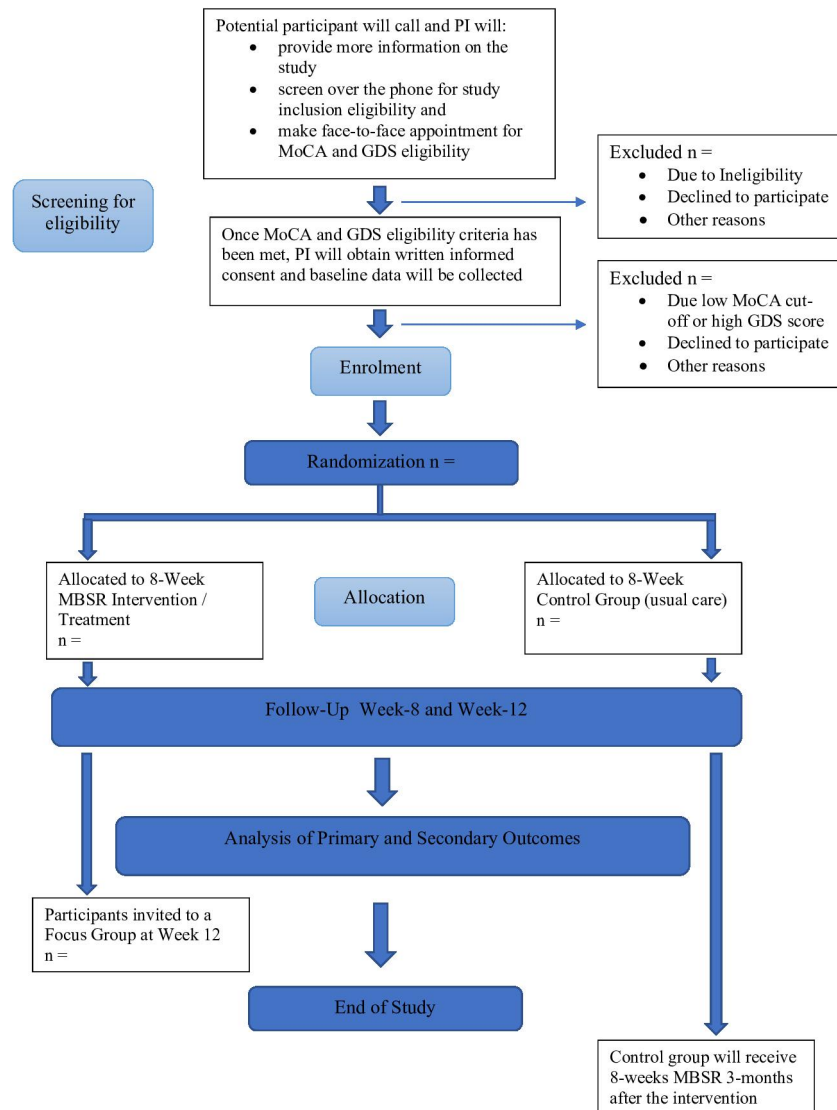 Potential participant will call and PI will:
• provide more information on the
study
• screen over the phone for study
inclusion eligibility and
• make face-to-face appointment for
MoCA and GDS eligibility
Excluded n =
• Due to Ineligibility
• Declined to participate
• Other reasons
Screening for
eligibility
Once MoCA and GDS eligibility criteria has
been met, PI will obtain written informed
consent and baseline data will be collected
Excluded n =
• Due low MoCA cut-
off or high GDS score
• Declined to participate
• Other reasons
Enrolment
Randomization n =
Allocated to 8-Week
MBSR Intervention /
Treatment
n =
Allocation
Allocated to 8-Week
Control Group (usual care)
n =
Follow-Up Week-8 and Week-12
Analysis of Primary and Secondary Outcomes
Participants invited to a
Focus Group at Week 12
n =
End of Study
Control group will receive
8-weeks MBSR 3-months
after the intervention